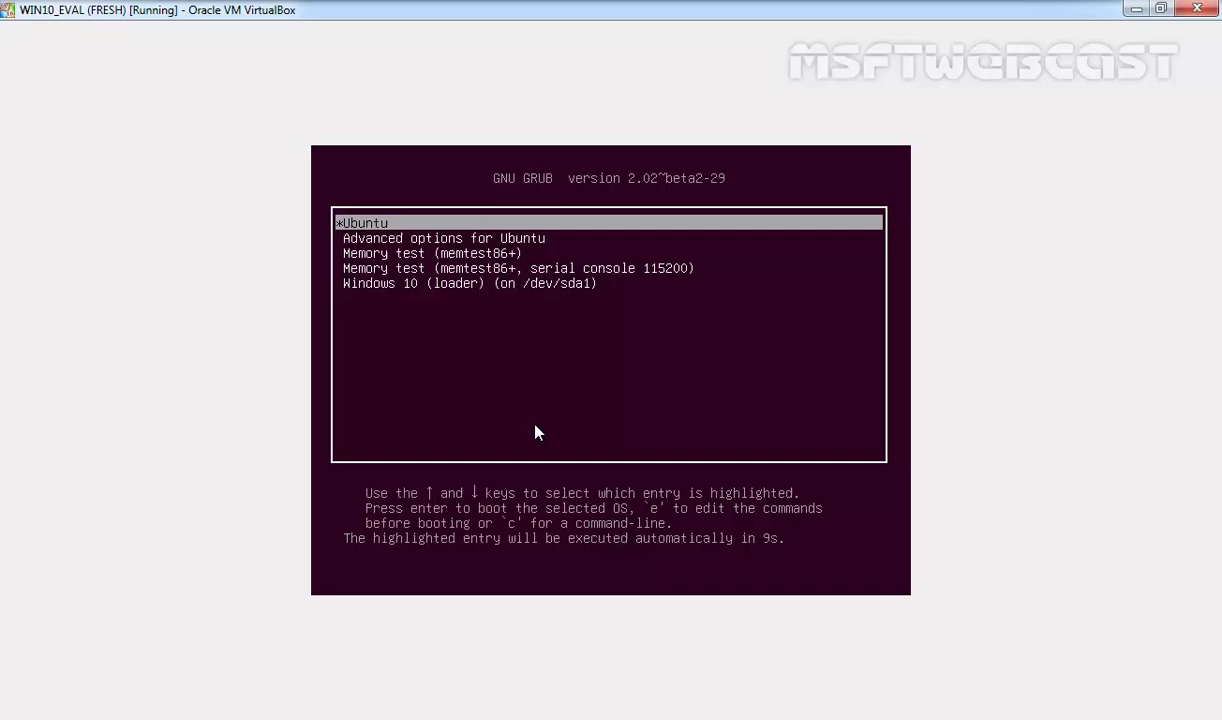 WIN10_EVAL (FRESH) [Running] - Oracle VM VirtualBox
MSFTWEBCAST
GNU GRUB  version 2.02~beta2-29
*Ubuntu
Advanced options for Ubuntu
Memory test (memtest86+)
Memory test (memtest86+, serial console 115200)
Windows 10 (loader) (on /dev/sda1)
Use the ↑ and ↓ keys to select which entry is highlighted.
Press enter to boot the selected OS, `e' to edit the commands
before booting or `c' for a command-line.
The highlighted entry will be executed automatically in 9s.